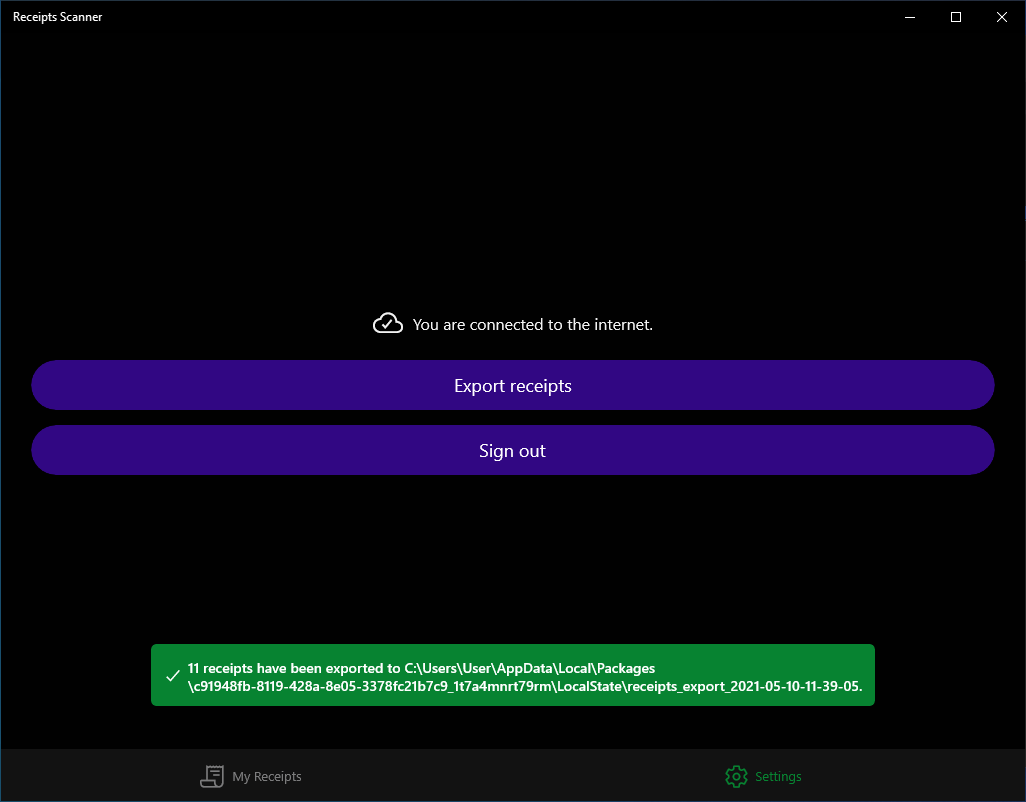 Receipts Scanner
You are connected to the internet.
Export receipts
Sign out
11 receipts have been exported to C:\Users\User\AppData\Local\Packages
\c91948fb-8119-428a-8e05-3378fc21b7c9_1t7a4mnrt79rm\LocalState\receipts_export_2021-05-10-11-39-05.
My Receipts
Settings